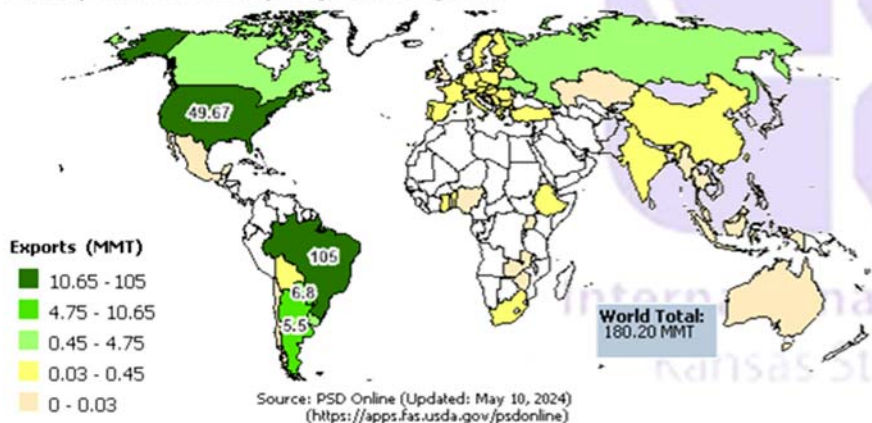 49.67
105
6.8
5.5
Exports (MMT)
10.65 - 105
4.75 - 10.65
0.45 - 4.75
0.03 - 0.45
0 - 0.03
World Total:
180.20 MMT
Source: PSD Online (Updated: May 10, 2024)
(https://apps.fas.usda.gov/psdonline)